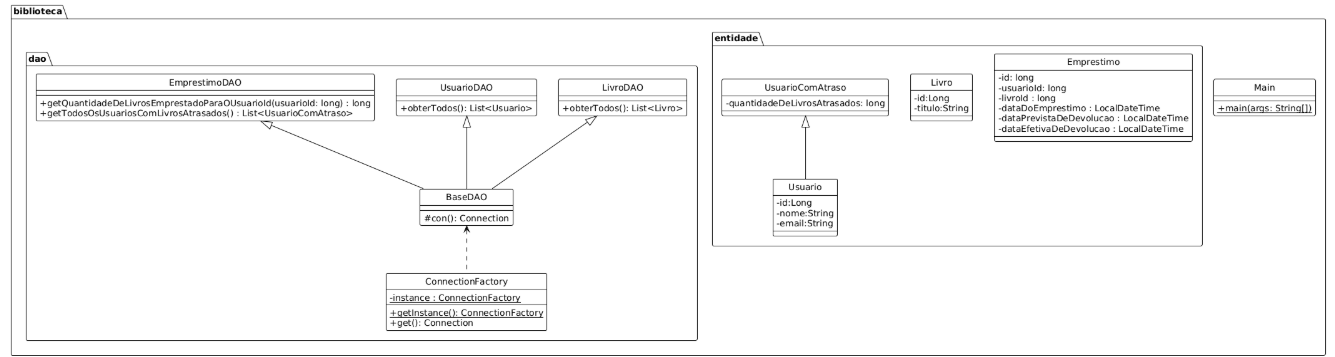 biblioteca
dao
EmprestimoDAO
+getQuantidadeDeLivrosEmprestadoParaOUsuarioId(usuarioId: long) : long
+getTodosOsUsuariosComLivrosAtrasados() : List<UsuarioComAtraso>
UsuarioDAO
+obterTodos(): List<Usuario>
LivroDAO
+obterTodos(): List<Livro>
BaseDAO
#con(): Connection
ConnectionFactory
-instance : ConnectionFactory
+getInstance(): ConnectionFactory
+get(): Connection
entidade
UsuarioComAtraso
-quantidadeDeLivrosAtrasados: long
Usuario
-id:Long
-nome:String
-email:String
Livro
-id:Long
-titulo:String
Emprestimo
-id: long
-usuarioId: long
-livroId : long
-dataDoEmprestimo : LocalDateTime
-dataPrevistaDeDevolucao : LocalDateTime
-dataEfetivaDeDevolucao : LocalDateTime
Main
+main(args: String[])